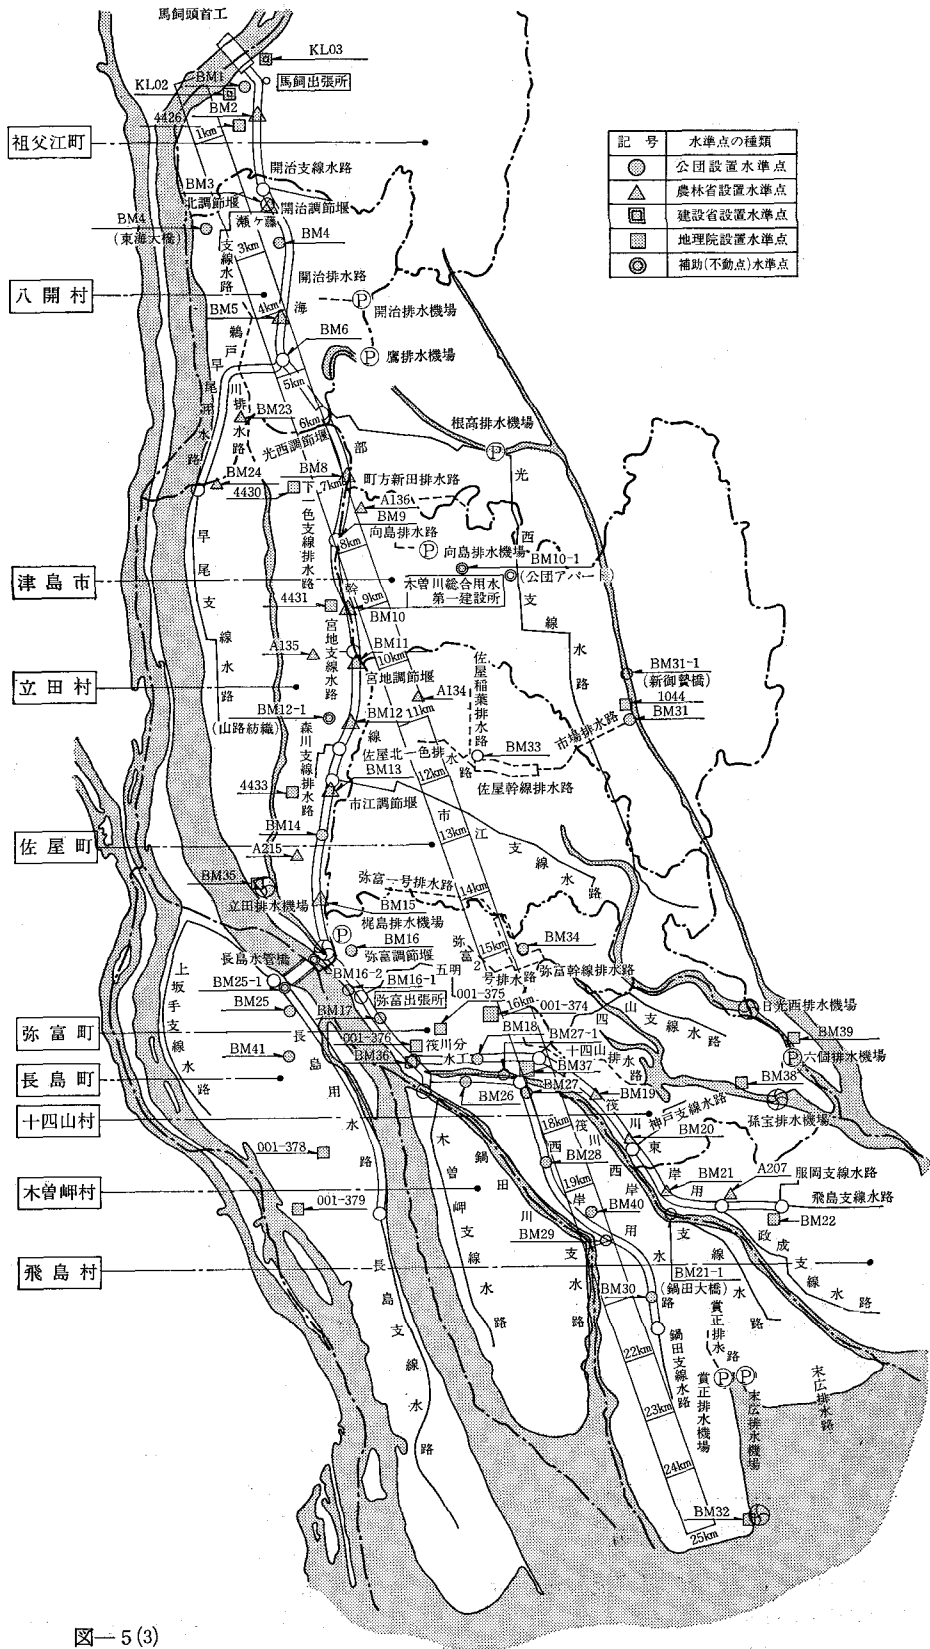 馬飼頭首工
KL03
KL02
BM1
馬飼出張所
BM2
4426
1km
祖父江町
記号 水準点の種類
公団設置水準点
農林省設置水準点
建設省設置水準点
地理院設置水準点
補助(不動点)水準点
開治支線水路
BM3
北調節堰
開治調節堰
瀬ヶ藤
支線水路
BM4
(東海大橋)
BM4
3km
開治排水路
八開村
4km
海
BM5
開治排水機場
鵜戸川排水路
BM6
鷹排水機場
早尾用水路
5km
BM23
6km
光西調節堰
根高排水機場
部
BM8
町方新田排水路
光西支線水路
BM24
4430
7km
下一色支線排水路
A136
BM9
8km
向島排水路
向島排水機場
BM10-1
(公団アパート)
津島市
木曽川総合用水
第一建設所
早尾支線水路
幹
9km
4431
BM10
宮地支線水路
A135
BM11
10km
宮地調節堰
立田村
BM31-1
(新御賛橋)
1044
BM31
A134
BM12-1
(山路紡織)
BM12
11km
線
佐屋稲葉排水路
市場排水路
森川支線排水路
佐屋北一色排水路
BM33
BM13
12km
佐屋幹線排水路
4433
市江調節堰
BM14
13km
市江支線水路
佐屋町
A215
BM35
14km
弥富一号排水路
立田排水機場
BM15
梶島排水機場
BM16
15km
BM34
弥富調節堰
弥富2号排水路
弥富幹線排水路
長島水管橋
上坂手支線水路
BM16-2
BM16-1
五明
001-375
BM25-1
弥富出張所
16km
001-374
日光西排水機場
BM25
BM17
四山支線水路
弥富町
BM18
BM27-1
BM39
001-376
筏川分水工
十四山排水路
六個排水機場
BM41
BM36
BM37
長島町
長島用水路
BM26
BM27
BM19
BM38
十四山村
18km
筏川
神戸支線水路
孫宝排水機場
BM20
001-378
木曽岬支線水路
鍋田川
BM28
西岸用水路
筏川西岸
東岸用水路
BM21
A207
服岡支線水路
木曽岬村
19km
飛島支線水路
001-379
BM40
BM22
BM29
政成支線水路
飛島村
BM21-1
(鍋田大橋)
BM30
長島支線水路
22km
鍋田支線水路
賞正排水路
賞正排水機場
末広排水機場
末広排水路
23km
24km
BM32
25km
図—5(3)